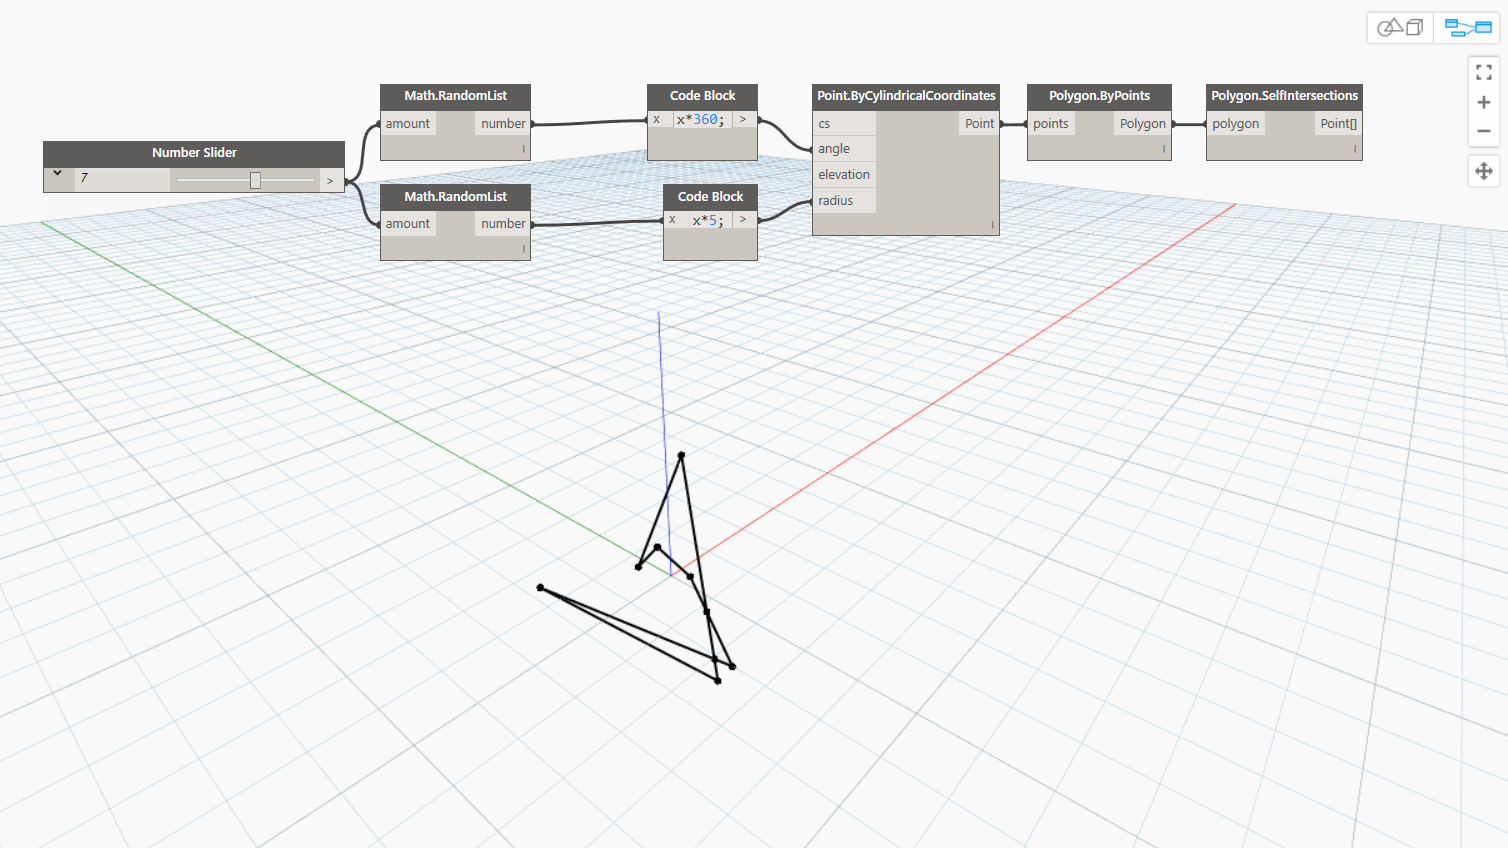 Number Slider
7
>
Math.RandomList
amount number
l
Math.RandomList
amount number
l
Code Block
x x*360; >
Code Block
x x*5; >
Point.ByCylindricalCoordinates
cs Point
angle
elevation
radius
l
Polygon.ByPoints
points Polygon
l
Polygon.SelfIntersections
polygon Point[]
l